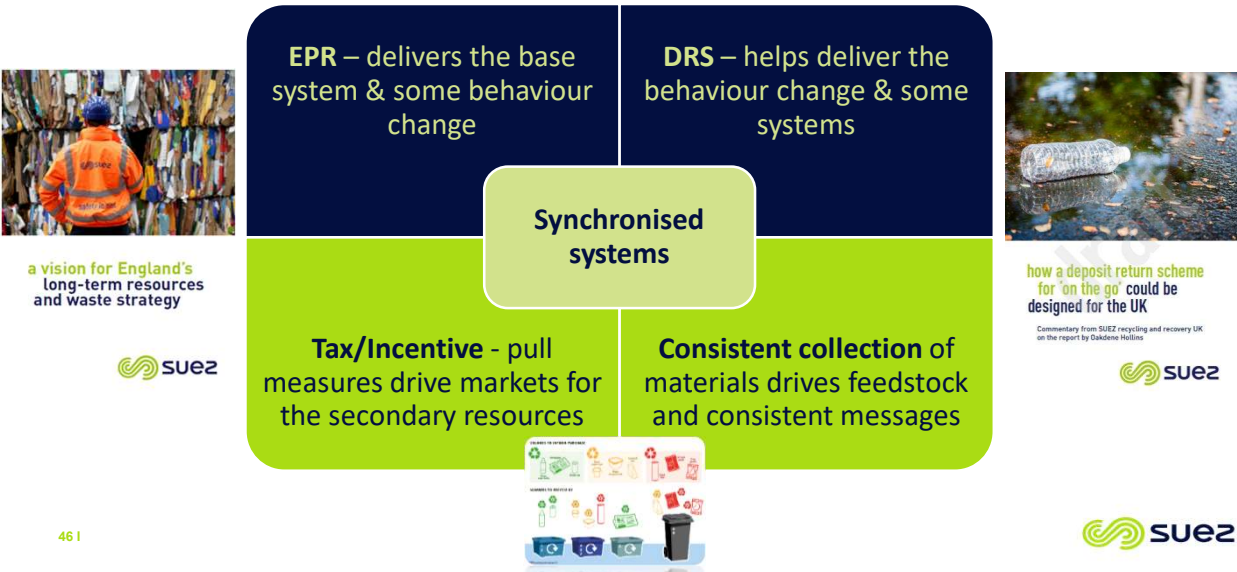 EPR – delivers the base
system & some behaviour
change
DRS – helps deliver the
behaviour change & some
systems
Synchronised
systems
Tax/Incentive - pull
measures drive markets for
the secondary resources
Consistent collection of
materials drives feedstock
and consistent messages
a vision for England's
long-term resources
and waste strategy
suez
how a deposit return scheme
for 'on the go' could be
designed for the UK
Commentary from SUEZ recycling and recovery UK
on the report by Oakdene Hollins
suez
46 I
suez